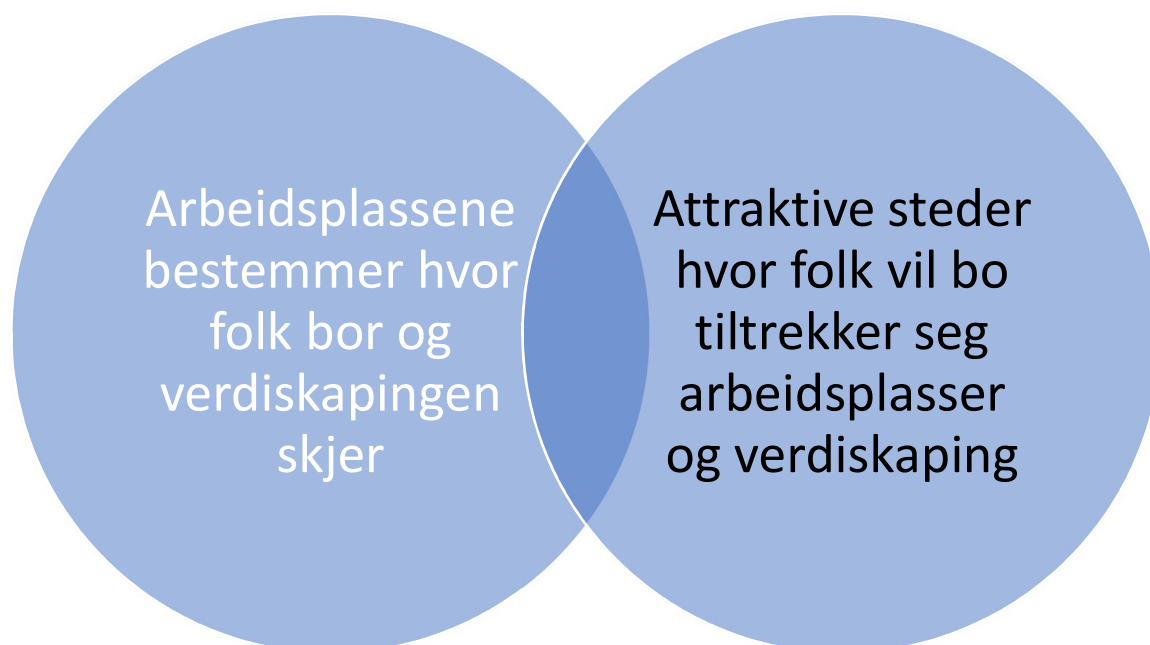 Arbeidsplassene
bestemmer hvor
folk bor og
verdiskapingen
skjer
Attraktive steder
hvor folk vil bo
tiltrekker seg
arbeidsplasser
og verdiskaping